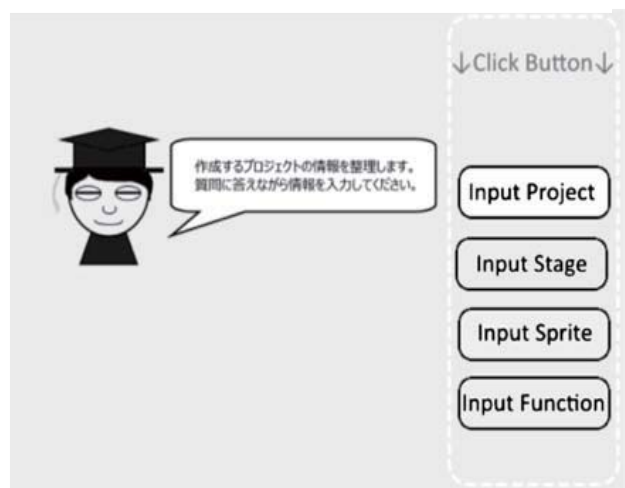 ↓Click Button↓
作成するプロジェクトの情報を整理します。
質問に答えながら情報を入力してください。
Input Project
Input Stage
Input Sprite
Input Function